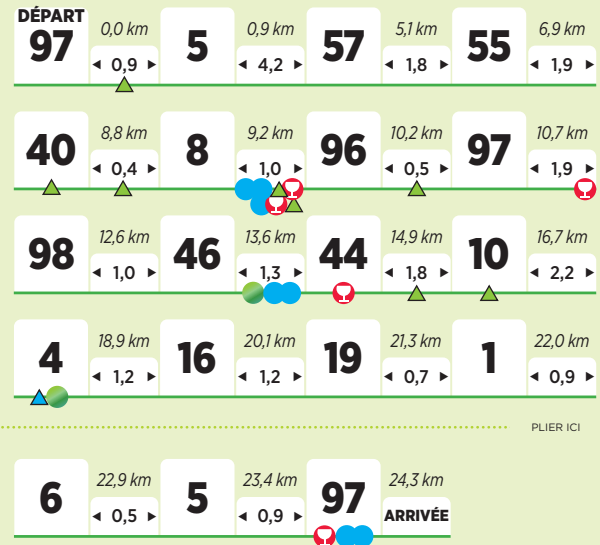 DÉPART
97 0,0 km 5 0,9 km 57 5,1 km 55 6,9 km
◄ 0,9 ► ◄ 4,2 ► ◄ 1,8 ► ◄ 1,9 ►
40 8,8 km 8 9,2 km 96 10,2 km 97 10,7 km
◄ 0,4 ► ◄ 1,0 ► ◄ 0,5 ► ◄ 1,9 ►
98 12,6 km 46 13,6 km 44 14,9 km 10 16,7 km
◄ 1,0 ► ◄ 1,3 ► ◄ 1,8 ► ◄ 2,2 ►
4 18,9 km 16 20,1 km 19 21,3 km 1 22,0 km
◄ 1,2 ► ◄ 1,2 ► ◄ 0,7 ► ◄ 0,9 ►
PLIER ICI
6 22,9 km 5 23,4 km 97 24,3 km
◄ 0,5 ► ◄ 0,9 ► ARRIVÉE